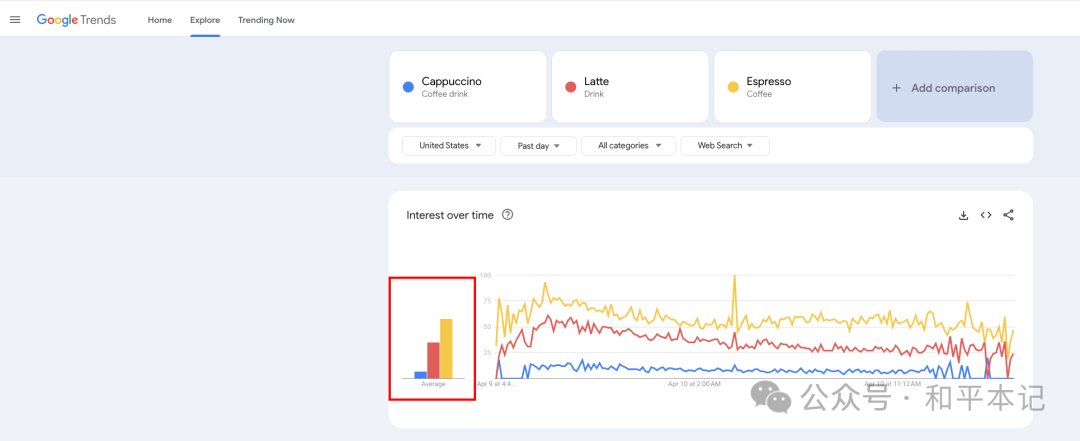 Google Trends
Home Explore Trending Now
Cappuccino
Coffee drink
Latte
Drink
Espresso
Coffee
+ Add comparison
United States
Past day
All categories
Web Search
Interest over time
100
75
50
25
Average
Apr 9 at 4:4...
Apr 10 at 2:00 AM
Apr 10 at 11:12 AM
公众号 · 和平本记